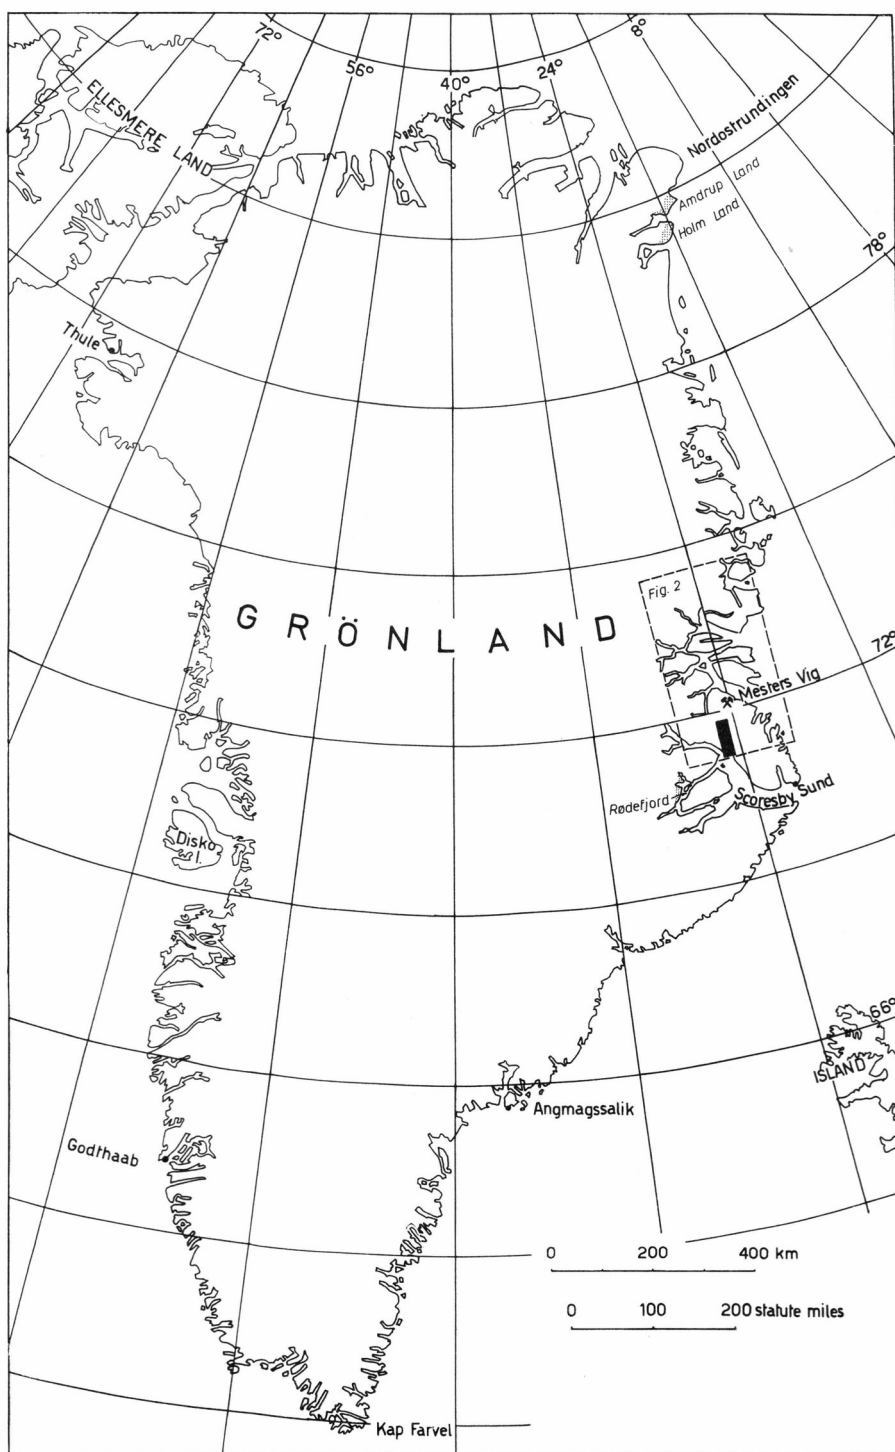 72°
56°
40°
24°
8°
ELLESMERE LAND
Nordostrundingen
Amdrup Land
Holm Land
78°
Thule
Fig. 2
GRÖNLAND
72°
Mesters Vig
Rødefjord
Scoresby Sund
Disko
I.
66°
ISLAND
Angmagssalik
Godthaab
0 200 400 km
0 100 200 statute miles
Kap Farvel